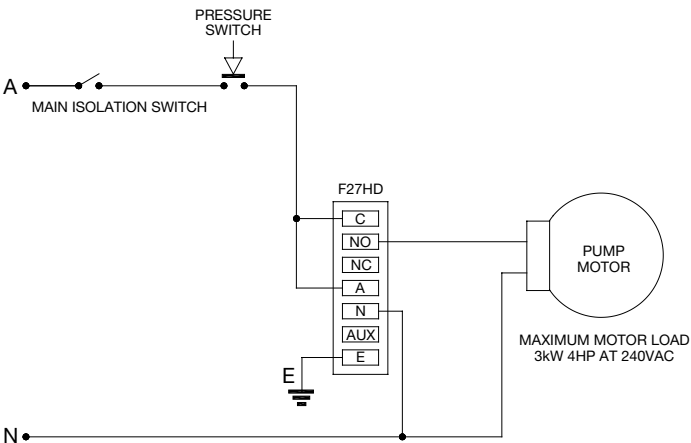 PRESSURE
SWITCH
A
MAIN ISOLATION SWITCH
F27HD
C
NO
NC
A
N
AUX
E
PUMP
MOTOR
MAXIMUM MOTOR LOAD
3kW 4HP AT 240VAC
E
N